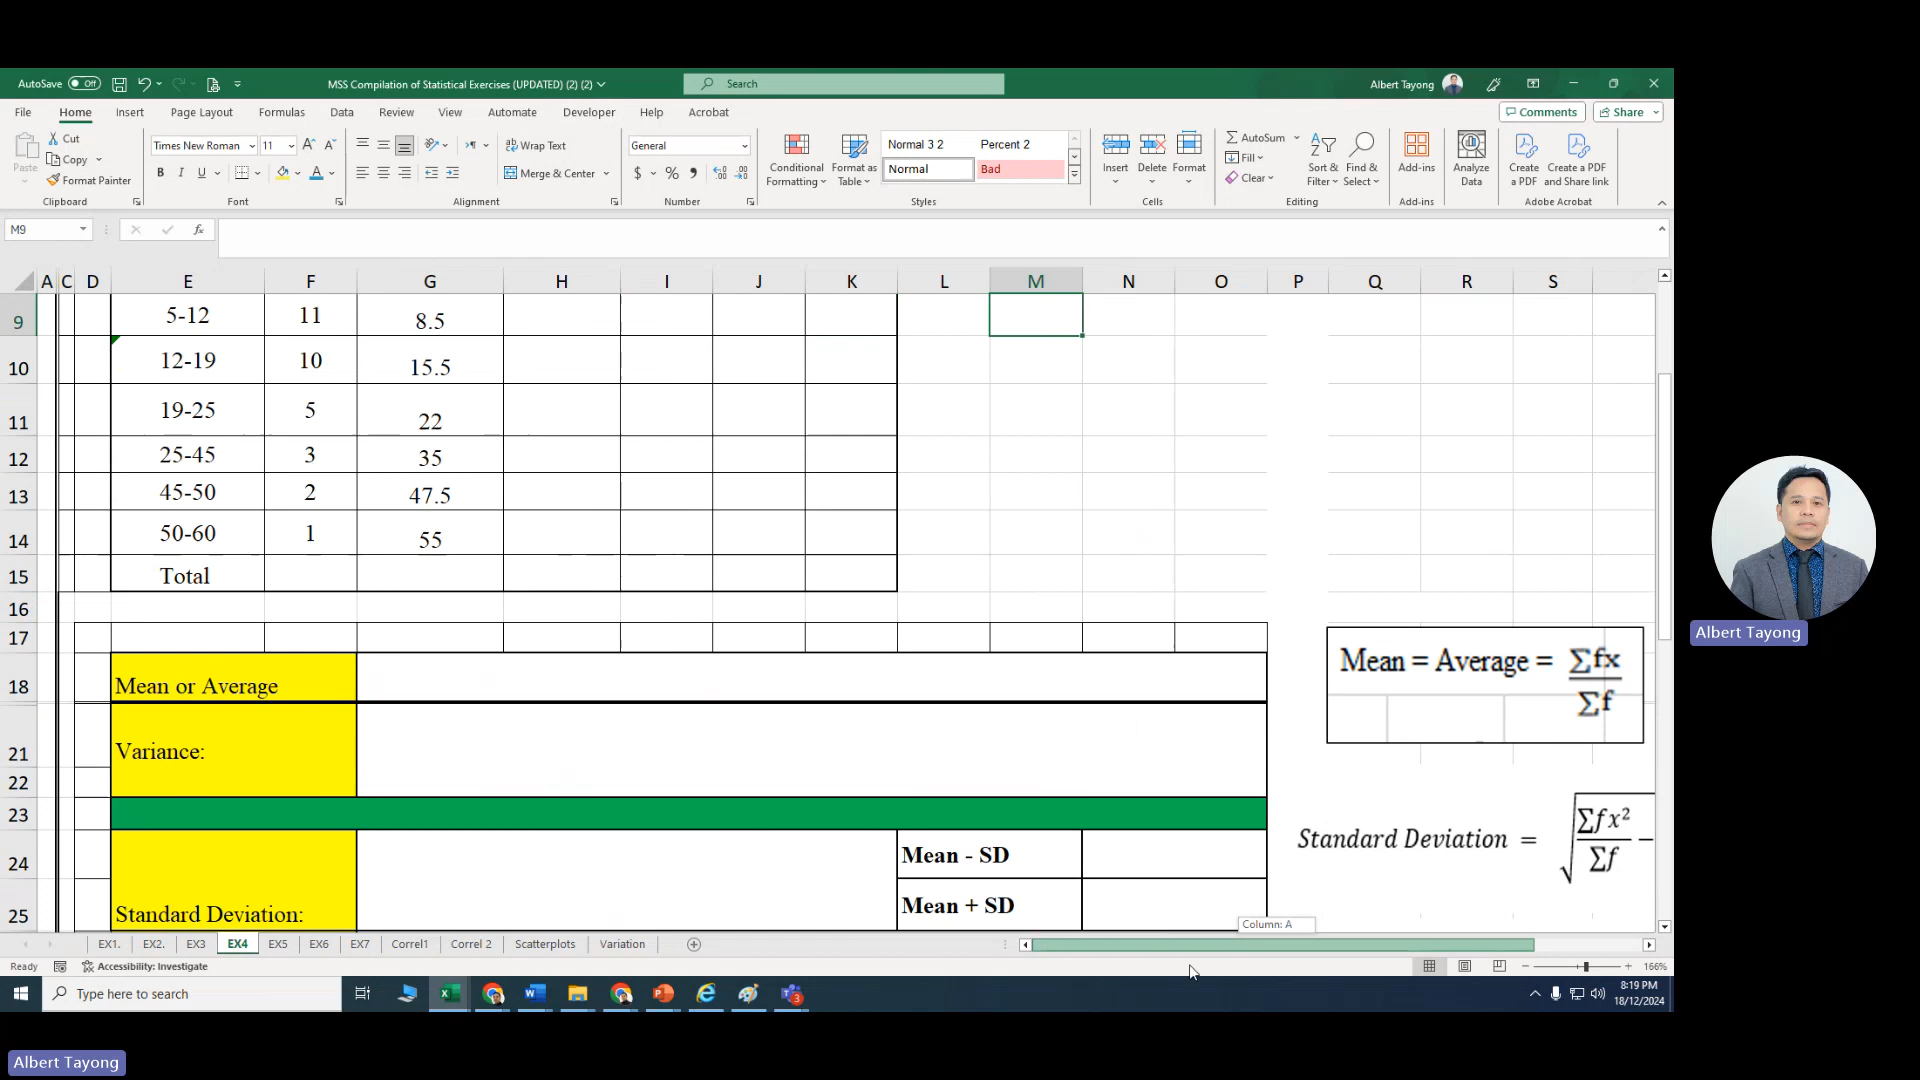 AutoSave Off
MSS Compilation of Statistical Exercises (UPDATED) (2) (2)
Search
Albert Tayong
File Home Insert Page Layout Formulas Data Review View Automate Developer Help Acrobat
Comments Share
Paste
Cut
Copy
Format Painter
Clipboard
Times New Roman 11
B I U
Font
Wrap Text
Merge & Center
Alignment
General
$ % 9
Number
Conditional Formatting
Format as Table
Normal 3 2 Percent 2
Normal Bad
Styles
Insert Delete Format
Cells
AutoSum
Fill
Clear
Sort & Filter
Find & Select
Editing
Add-ins
Add-ins
Analyze Data
Create a PDF
Create a PDF and Share link
Adobe Acrobat
M9 fx
A C D E F G H I J K L M N O P Q R S
9 5-12 11 8.5
10 12-19 10 15.5
11 19-25 5 22
12 25-45 3 35
13 45-50 2 47.5
14 50-60 1 55
15 Total
16
17
18 Mean or Average
Mean = Average = ∑fx / ∑f
21 Variance:
22
23
Standard Deviation = √ ∑fx² / ∑f −
24 Mean - SD
25 Standard Deviation: Mean + SD
Column: A
EX1. EX2. EX3 EX4 EX5 EX6 EX7 Correl1 Correl 2 Scatterplots Variation
Ready Accessibility: Investigate 166%
Type here to search
8:19 PM
18/12/2024
Albert Tayong
Albert Tayong